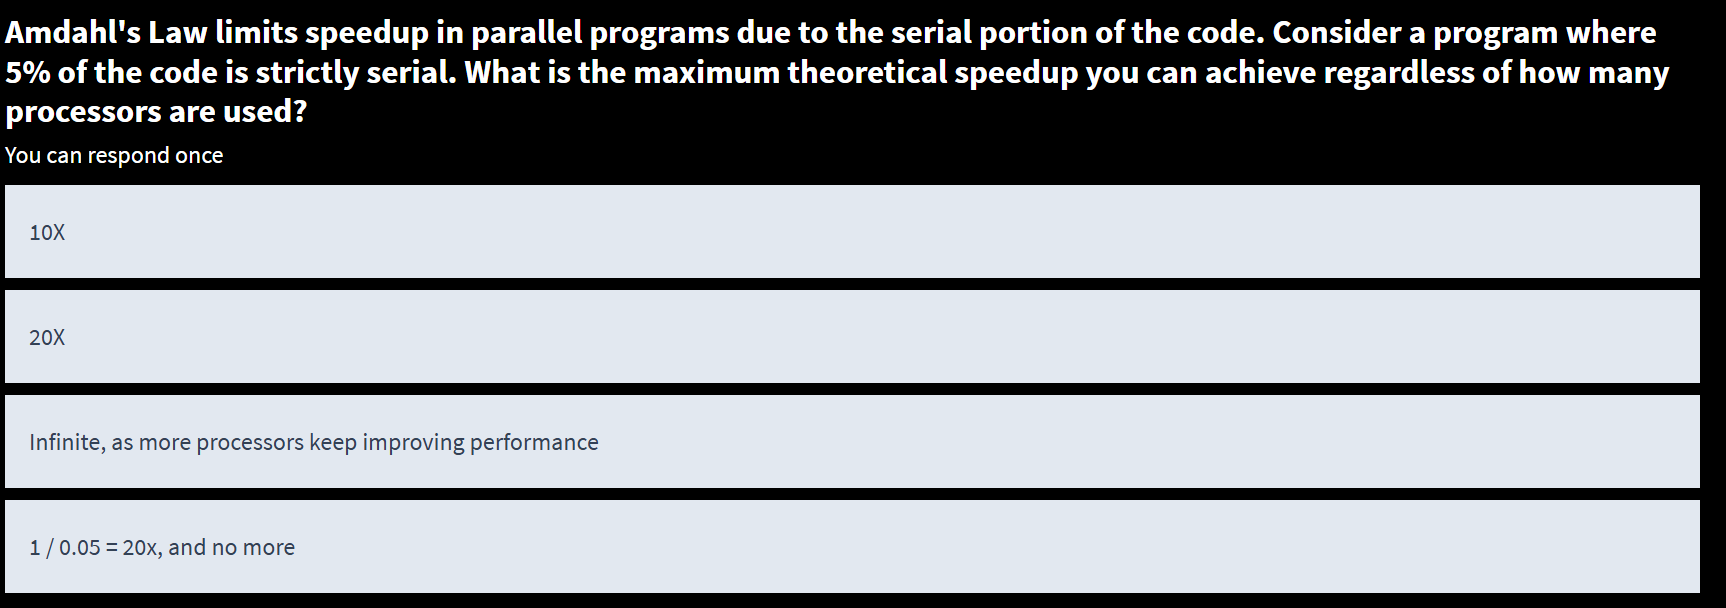 Amdahl's Law limits speedup in parallel programs due to the serial portion of the code. Consider a program where
5% of the code is strictly serial. What is the maximum theoretical speedup you can achieve regardless of how many
processors are used?
You can respond once
10X
20X
Infinite, as more processors keep improving performance
1 / 0.05 = 20x, and no more